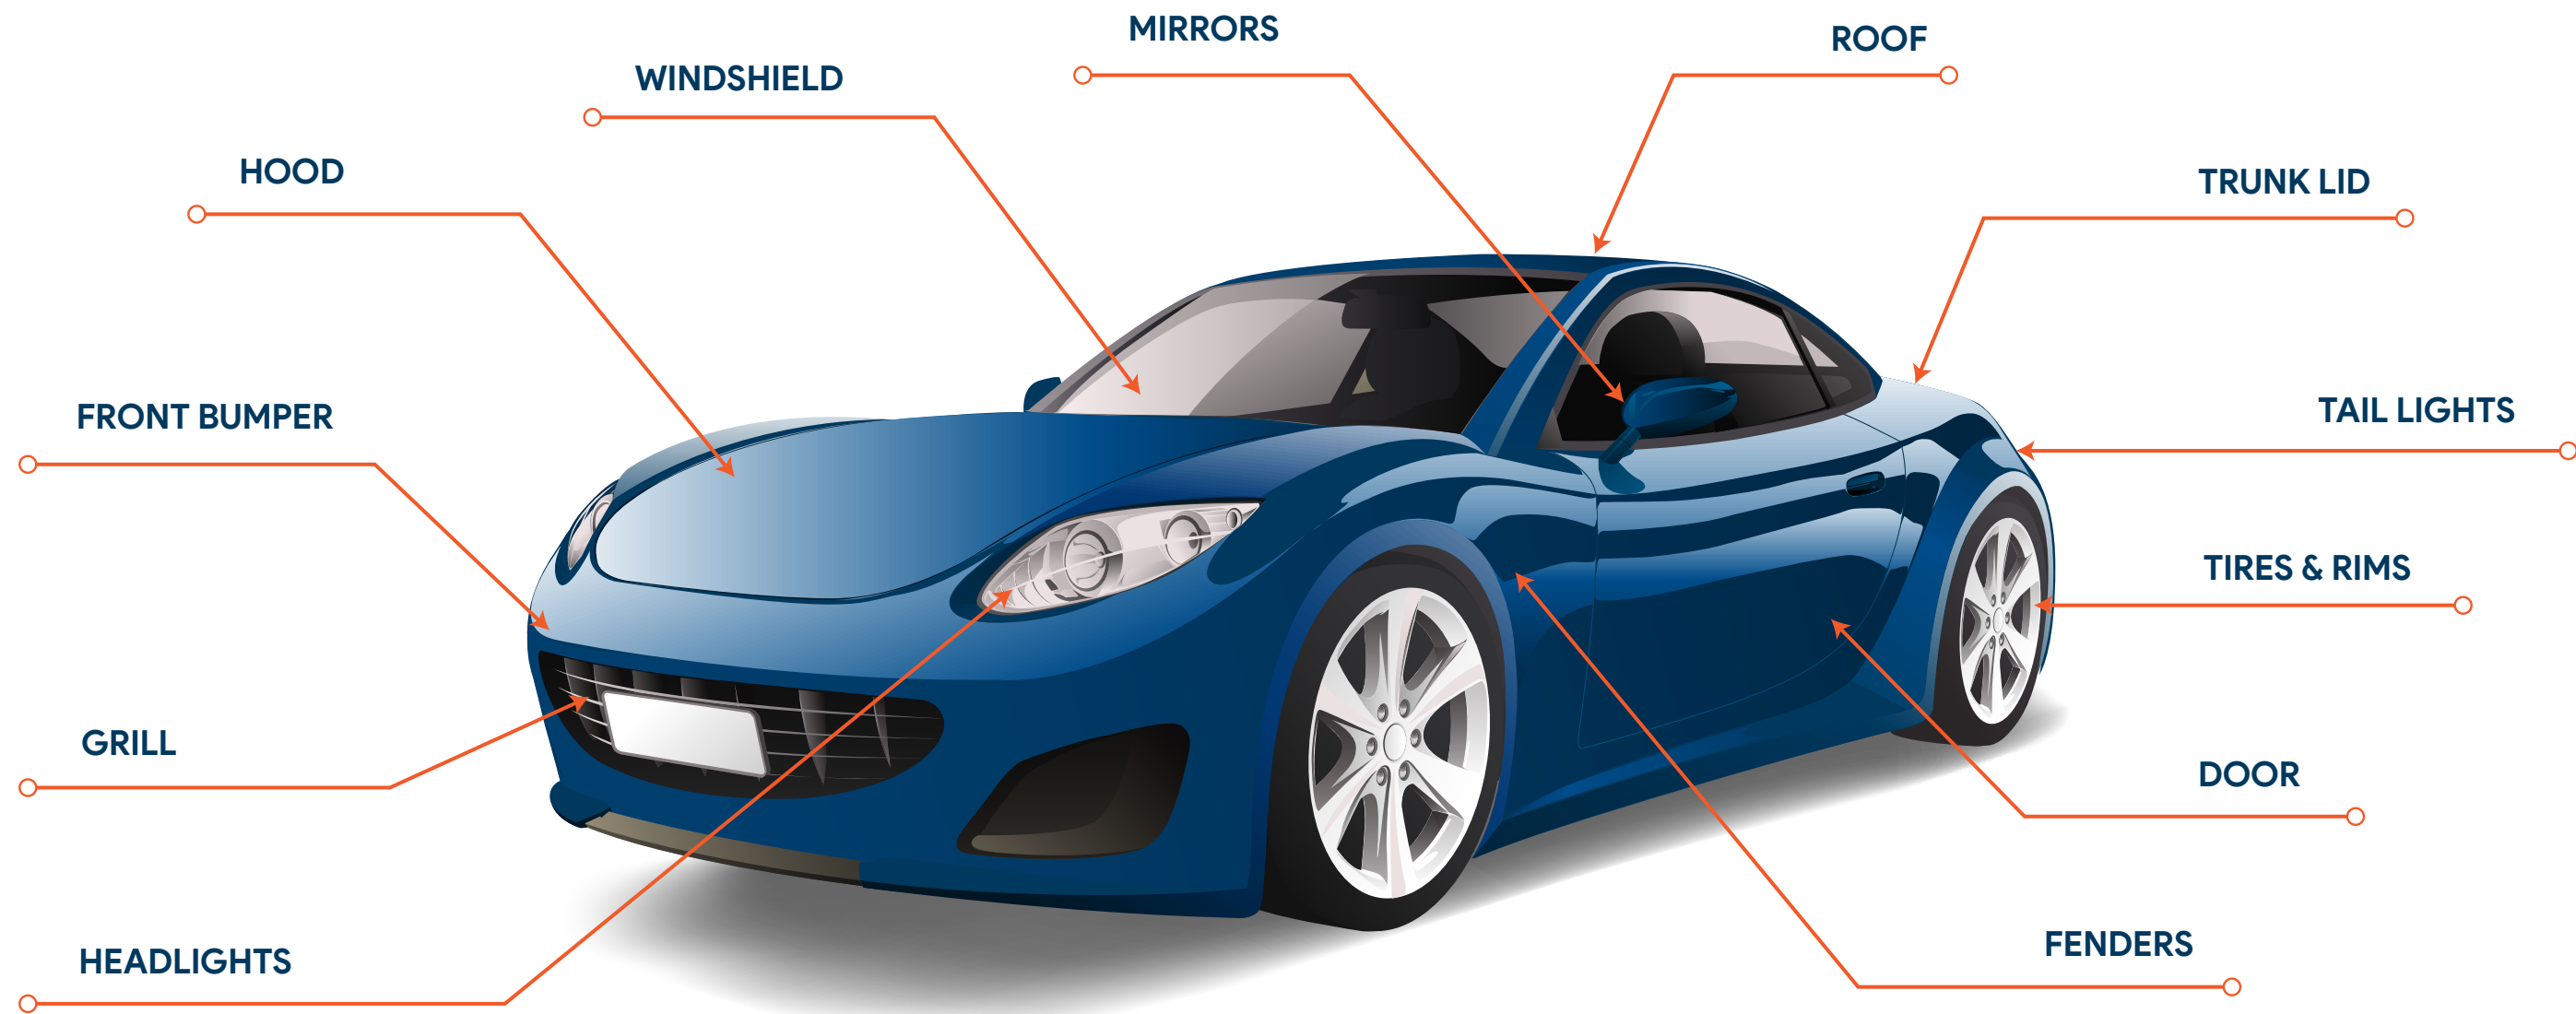 MIRRORS
ROOF
WINDSHIELD
HOOD
TRUNK LID
FRONT BUMPER
TAIL LIGHTS
TIRES & RIMS
GRILL
DOOR
HEADLIGHTS
FENDERS